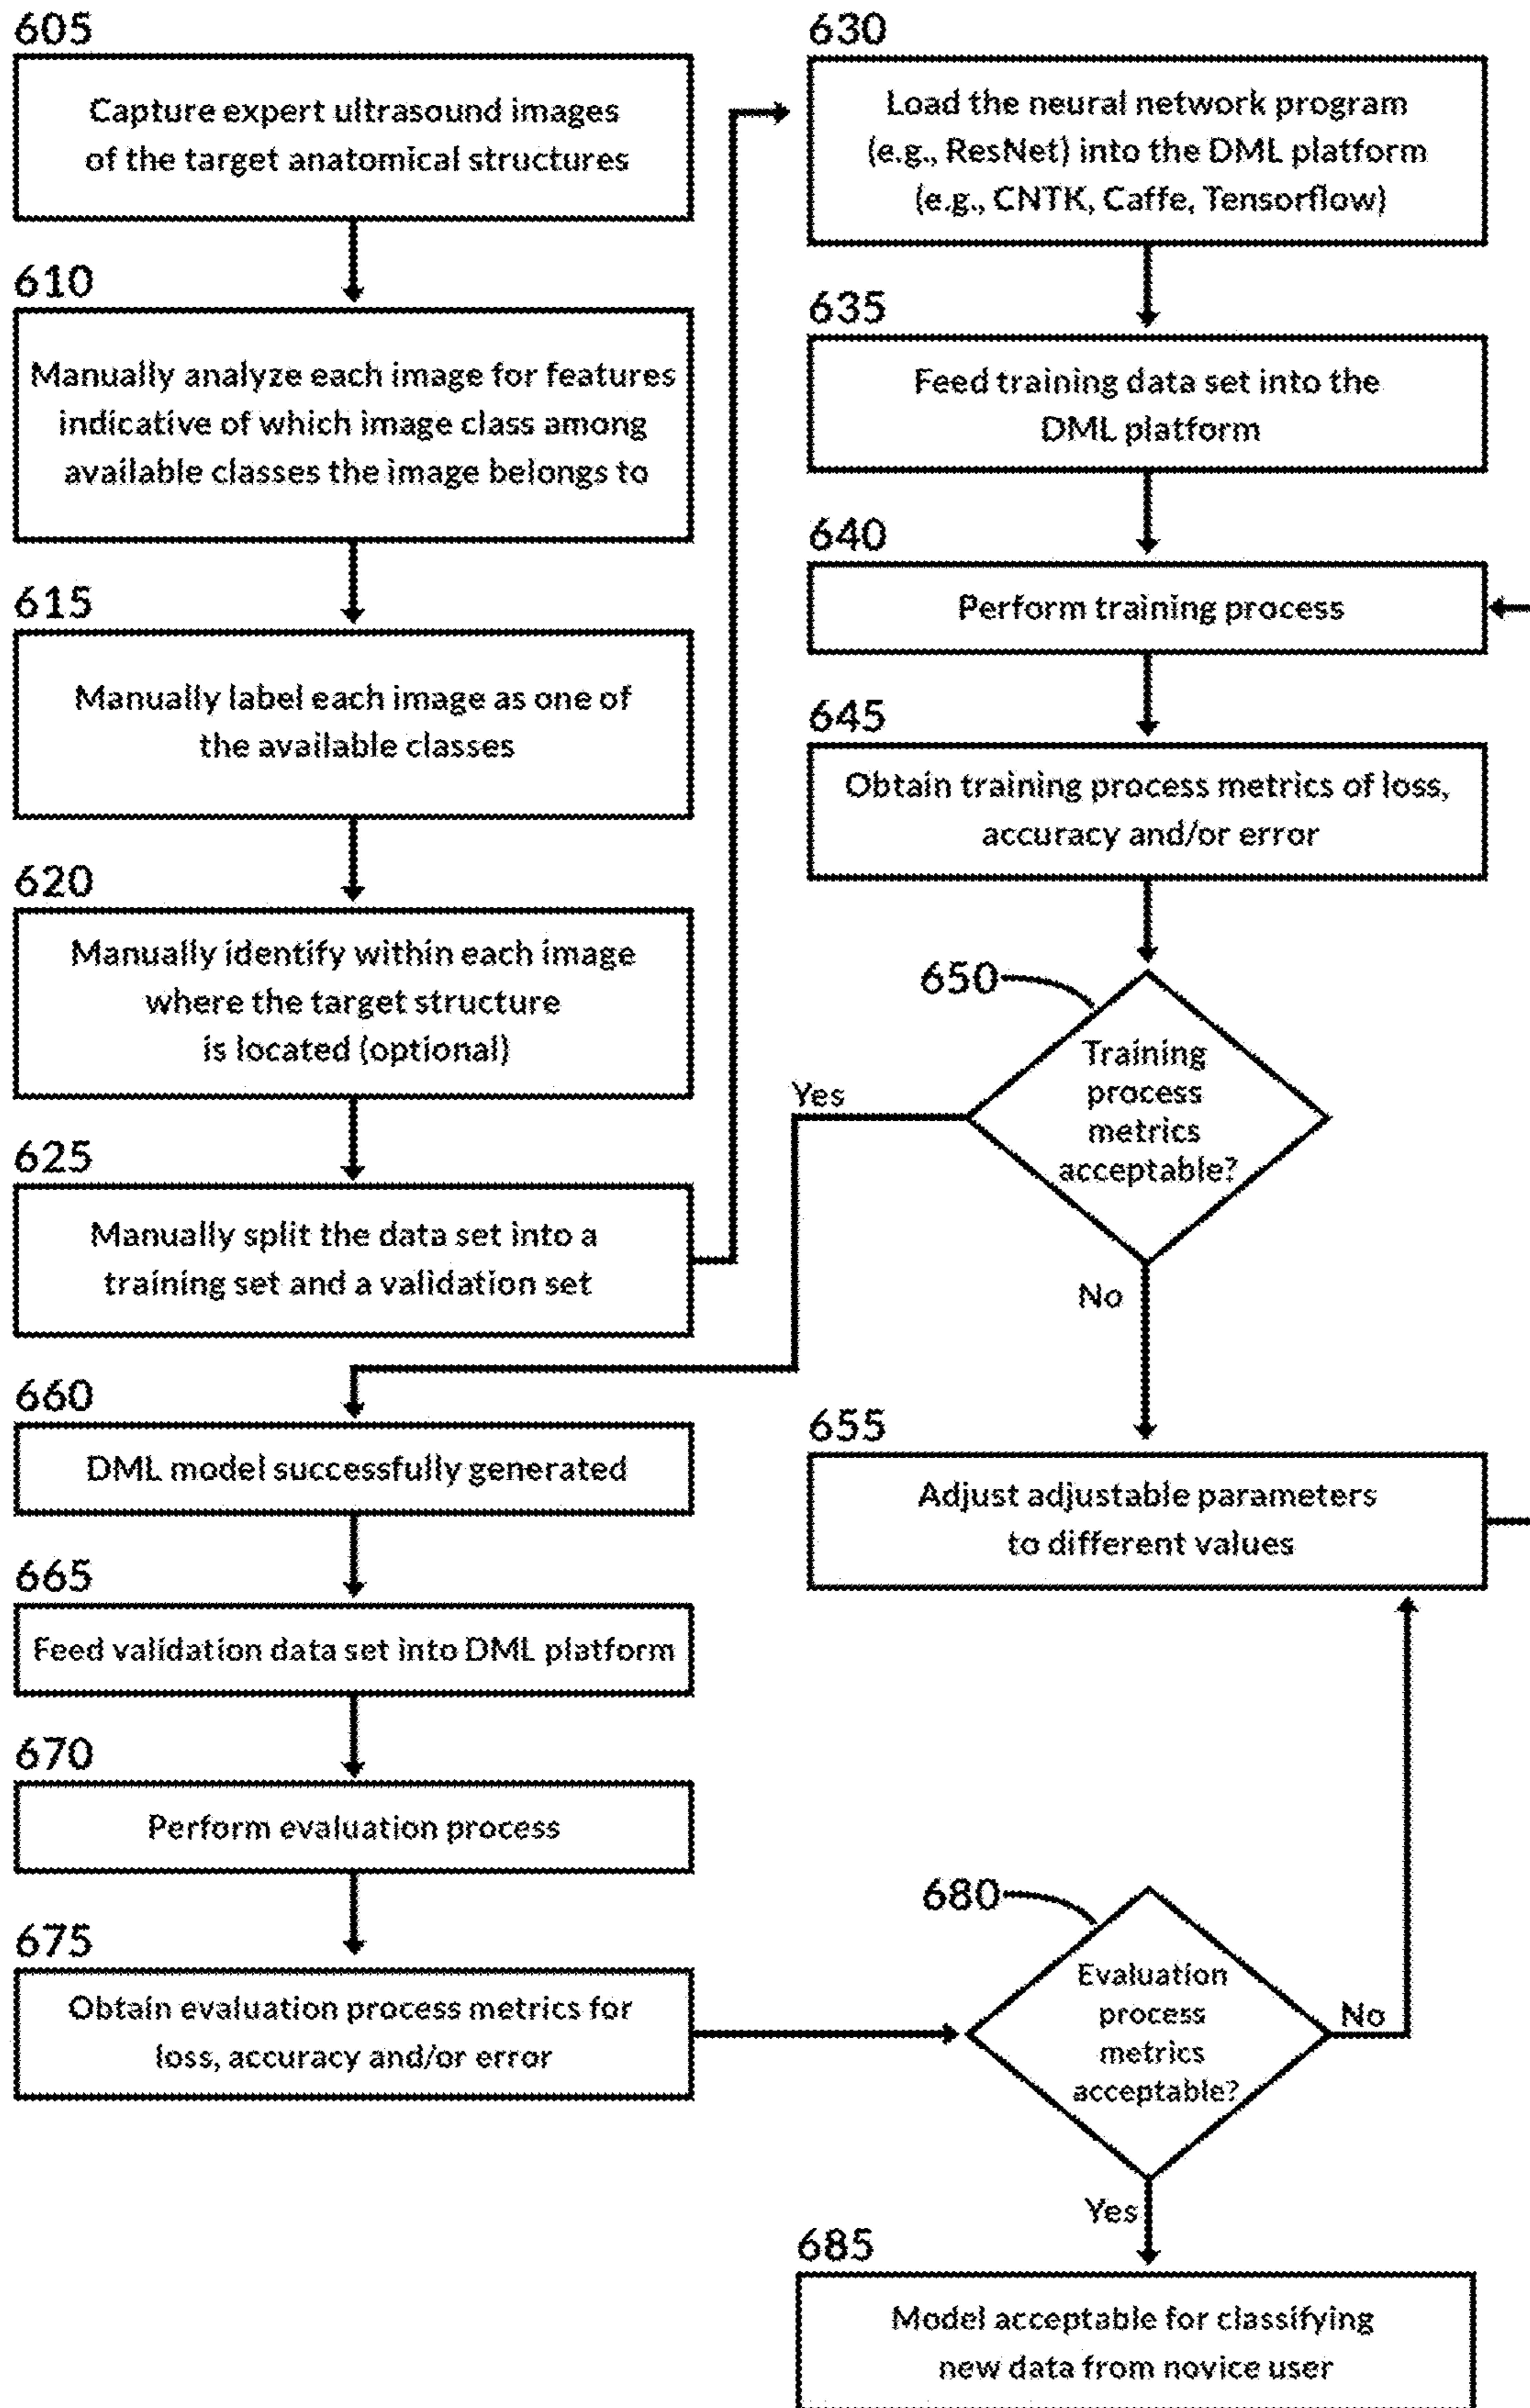 605
Capture expert ultrasound images
of the target anatomical structures
610
Manually analyze each image for features
indicative of which image class among
available classes the image belongs to
615
Manually label each image as one of
the available classes
620
Manually identify within each image
where the target structure
is located (optional)
625
Manually split the data set into a
training set and a validation set
630
Load the neural network program
(e.g., ResNet) into the DML platform
(e.g., CNTK, Caffe, Tensorflow)
635
Feed training data set into the
DML platform
640
Perform training process
645
Obtain training process metrics of loss,
accuracy and/or error
650
Training
process
metrics
acceptable?
Yes
No
655
Adjust adjustable parameters
to different values
660
DML model successfully generated
665
Feed validation data set into DML platform
670
Perform evaluation process
675
Obtain evaluation process metrics for
loss, accuracy and/or error
680
Evaluation
process
metrics
acceptable?
No
Yes
685
Model acceptable for classifying
new data from novice user